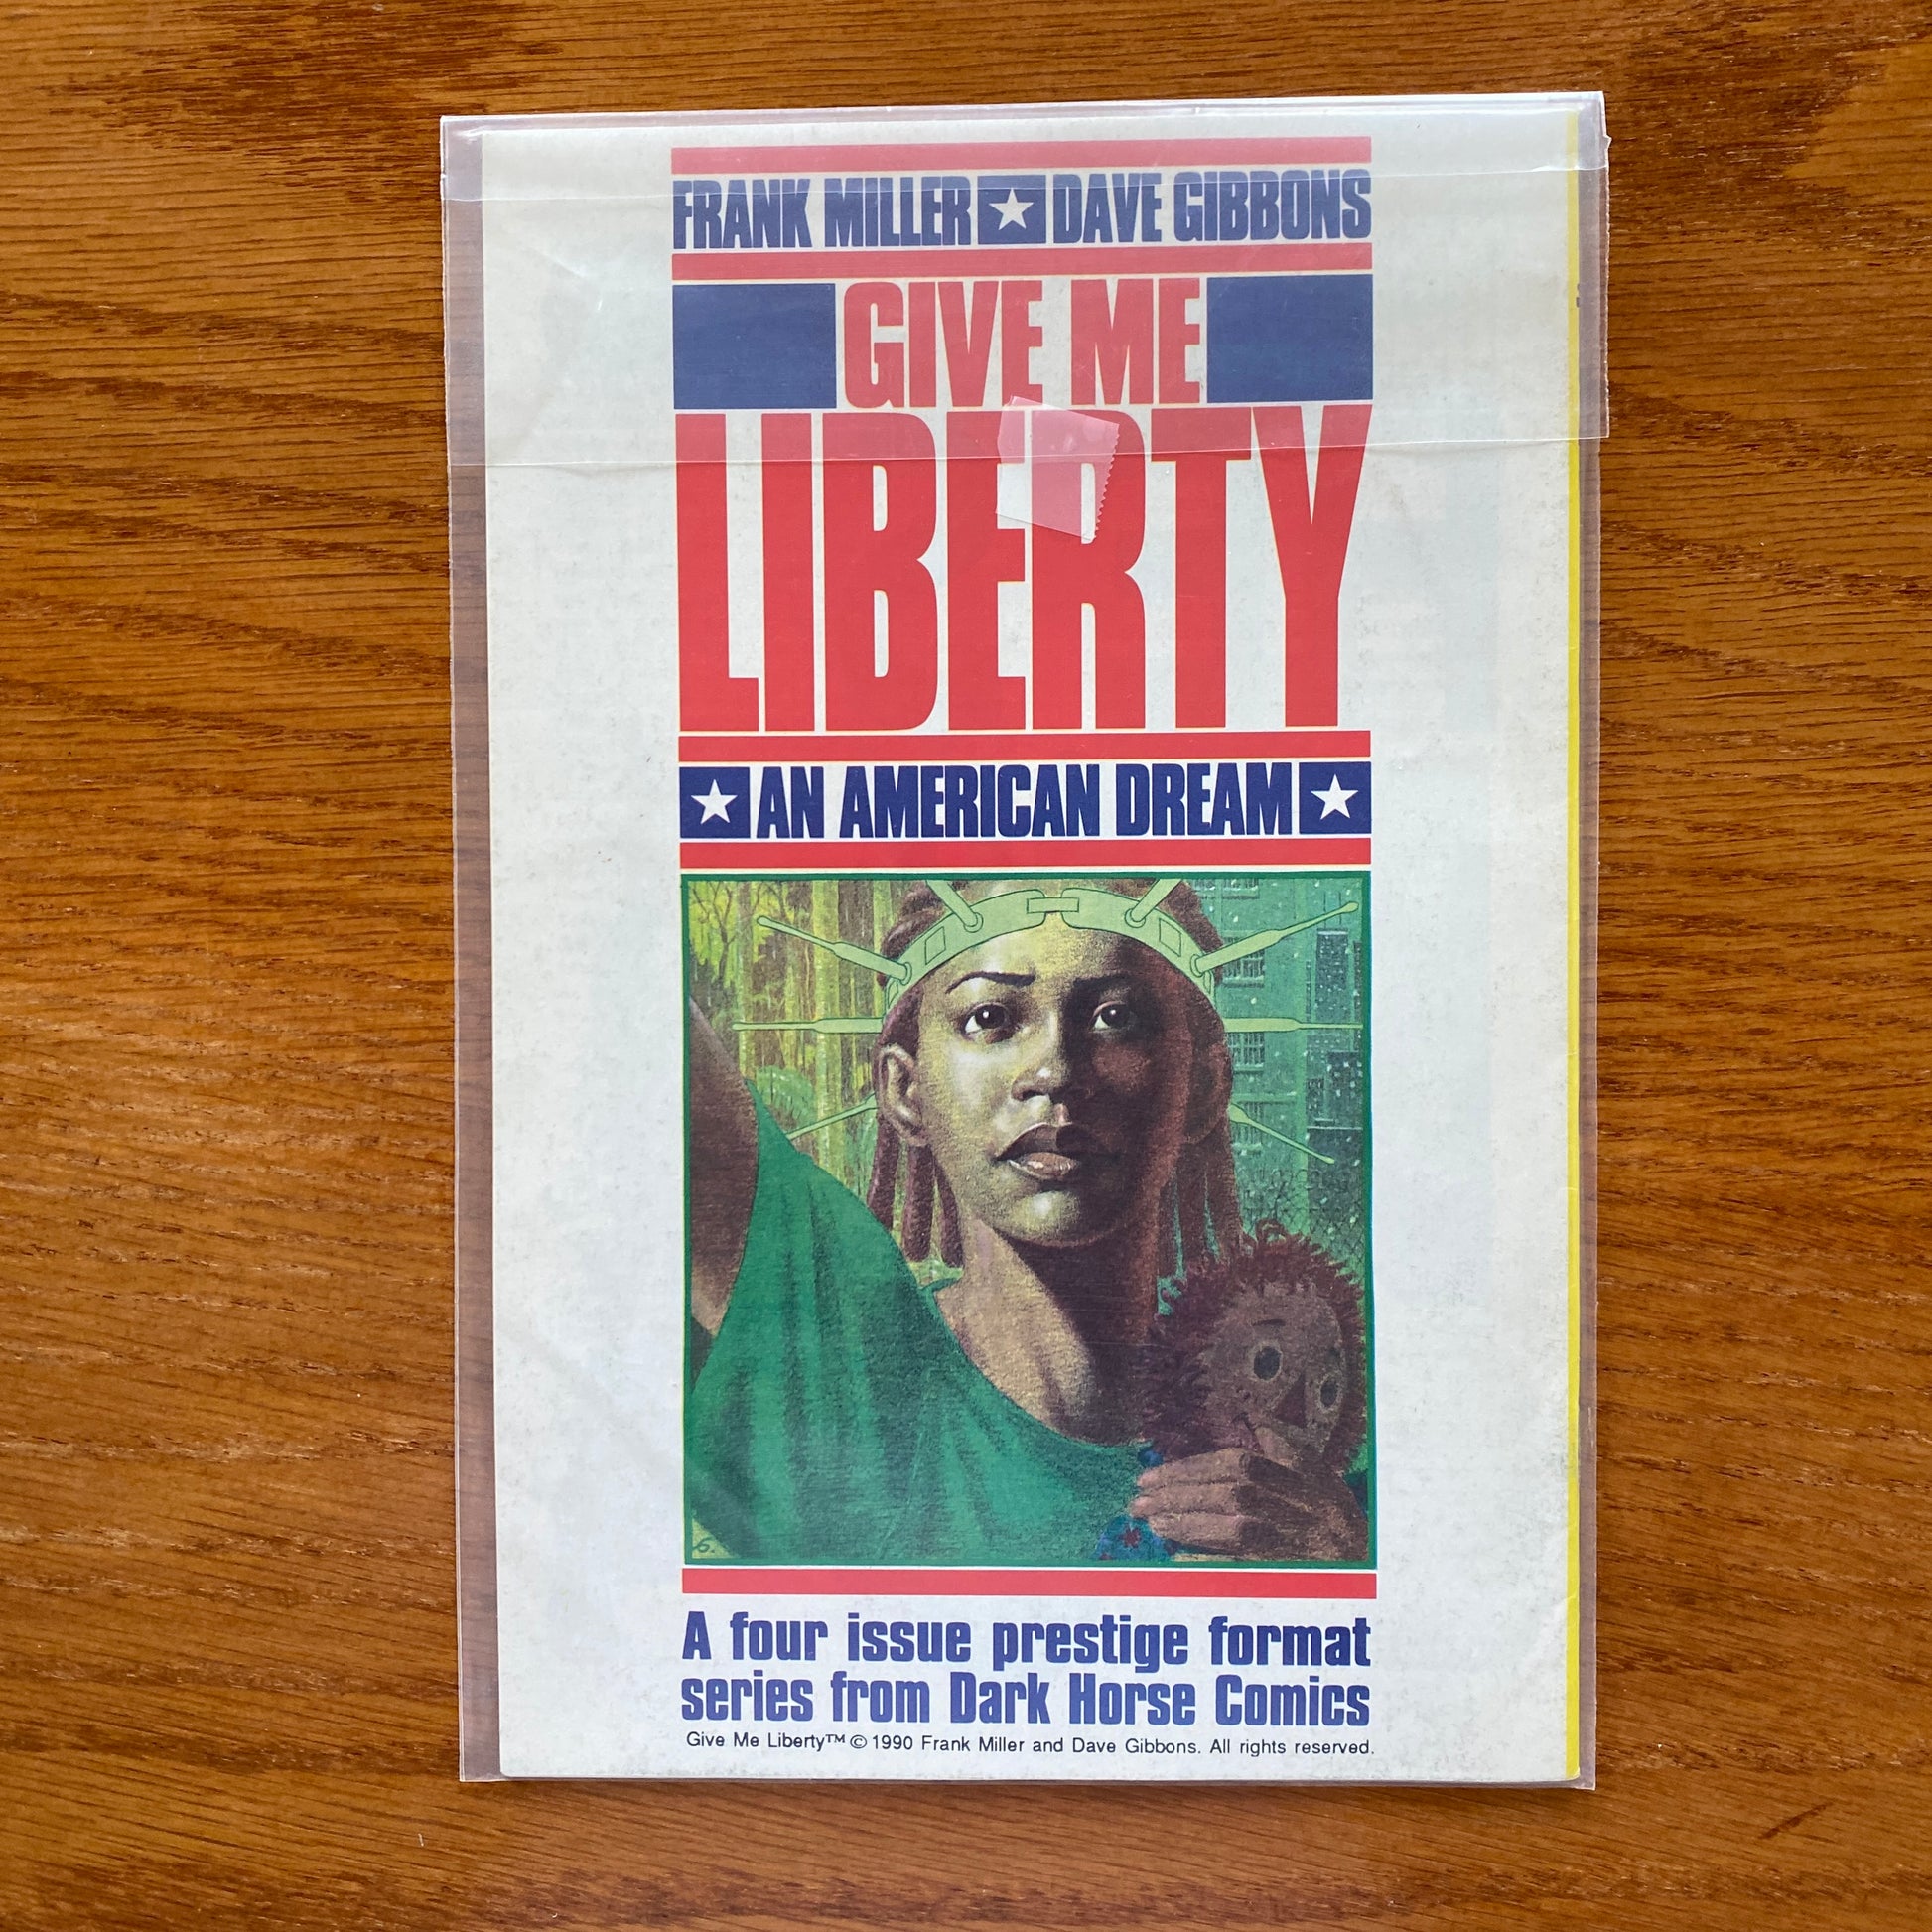 FRANK MILLER ★ DAVE GIBBONS
GIVE ME
LIBERTY
★ AN AMERICAN DREAM ★
A four issue prestige format
series from Dark Horse Comics
Give Me Liberty™ © 1990 Frank Miller and Dave Gibbons. All rights reserved.